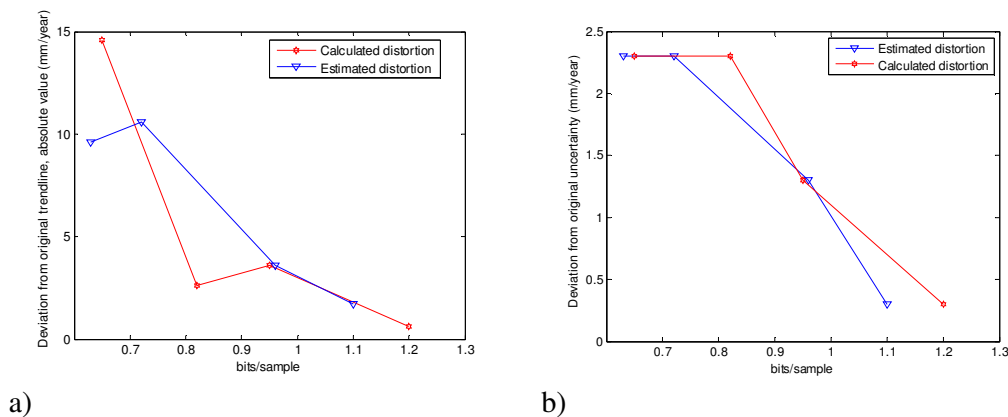 Deviation from original trendline, absolute value (mm/year)
15
10
5
0
Calculated distortion
Estimated distortion
0.7 0.8 0.9 1 1.1 1.2 1.3
bits/sample
a)
Deviation from original uncertainty (mm/year)
2.5
2
1.5
1
0.5
0
Estimated distortion
Calculated distortion
0.7 0.8 0.9 1 1.1 1.2 1.3
bits/sample
b)